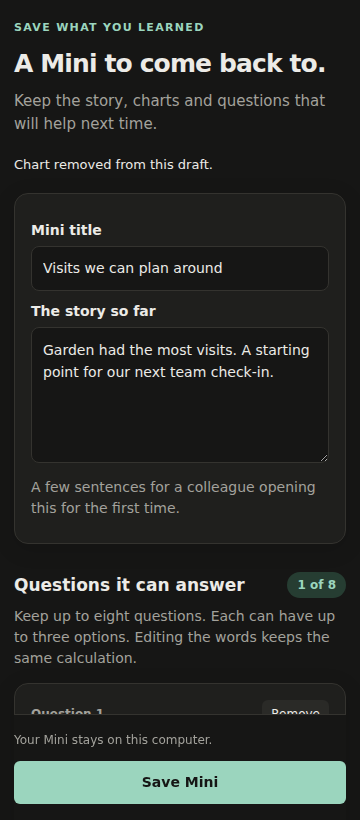 SAVE WHAT YOU LEARNED
A Mini to come back to.
Keep the story, charts and questions that
will help next time.
Chart removed from this draft.
Mini title
Visits we can plan around
The story so far
Garden had the most visits. A starting
point for our next team check-in.
A few sentences for a colleague opening
this for the first time.
Questions it can answer
1 of 8
Keep up to eight questions. Each can have up
to three options. Editing the words keeps the
same calculation.
Question 1
Remove
Your Mini stays on this computer.
Save Mini